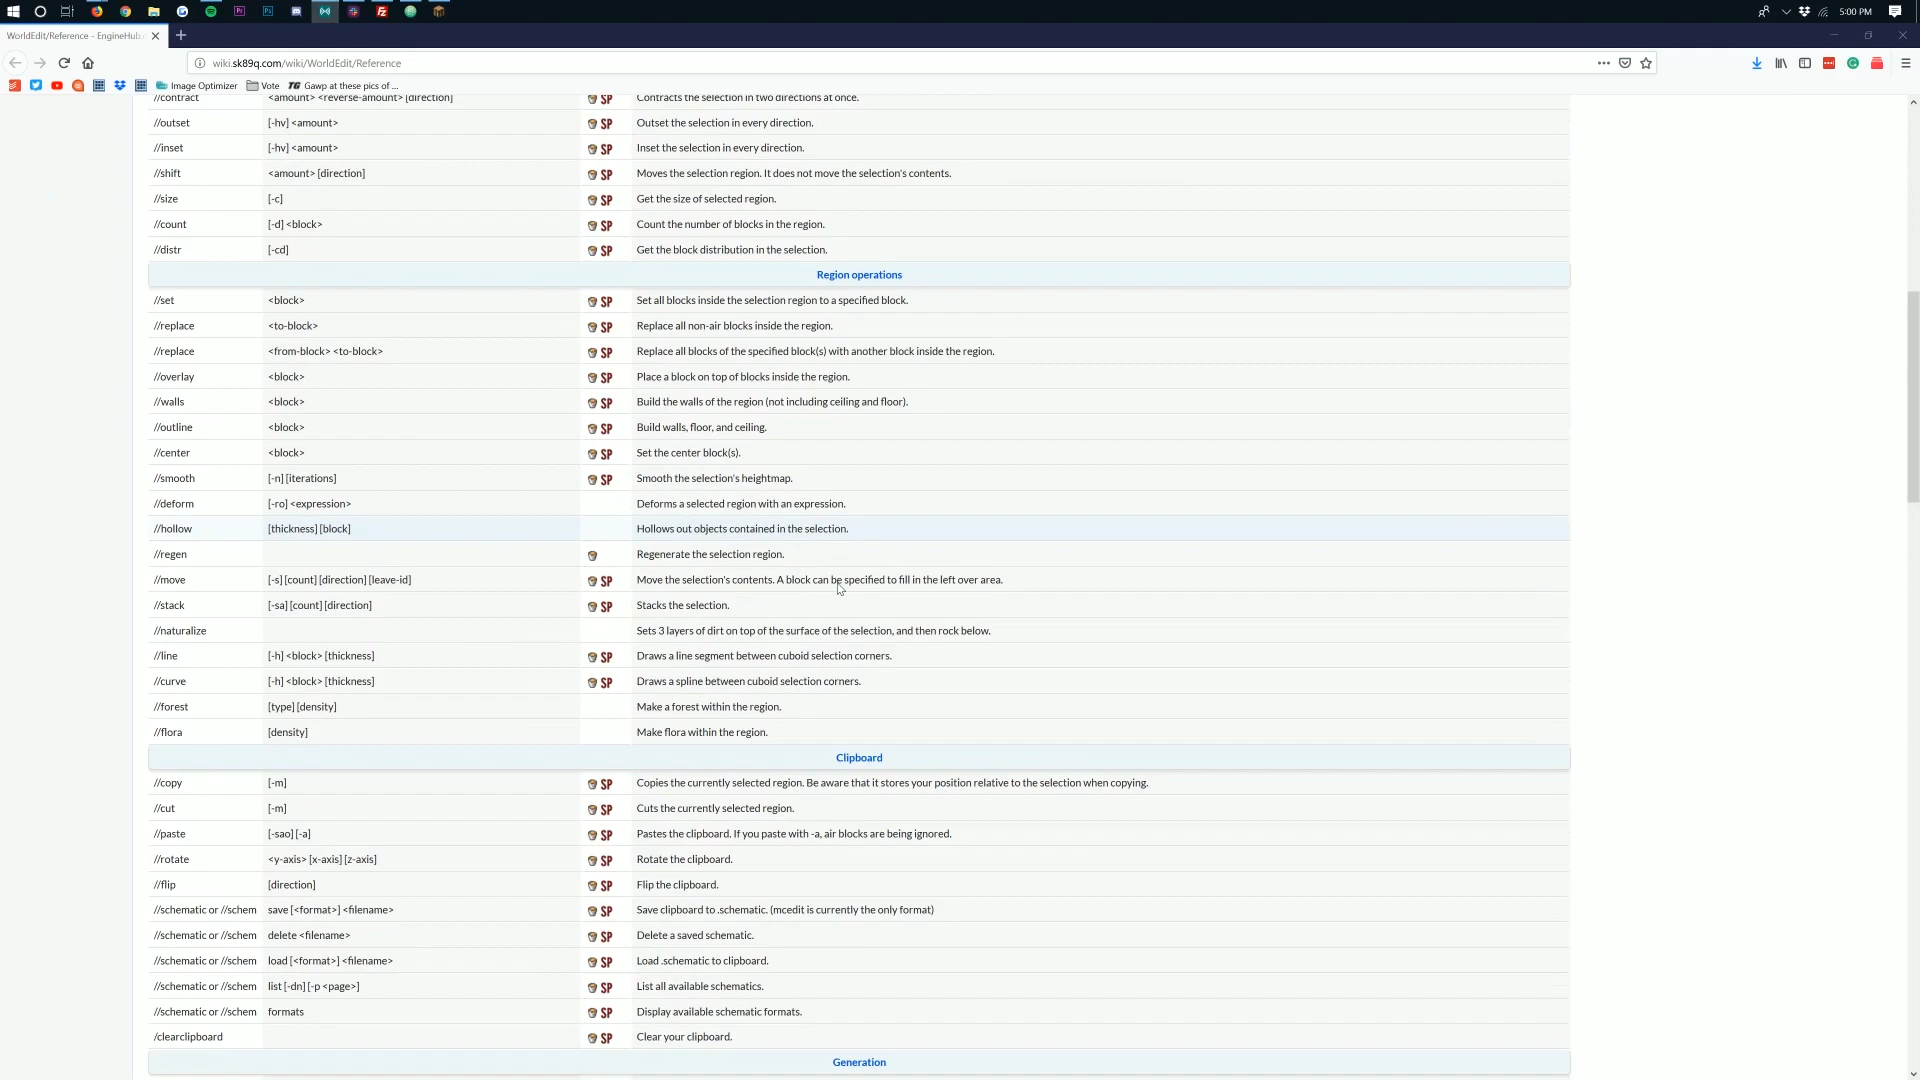 5:00 PM
WorldEdit/Reference - EngineHub.
wiki.sk89q.com/wiki/WorldEdit/Reference
Image Optimizer Vote TG Gawp at these pics of ...
//contract <amount> <reverse-amount> [direction] SP Contracts the selection in two directions at once.
//outset [-hv] <amount> SP Outset the selection in every direction.
//inset [-hv] <amount> SP Inset the selection in every direction.
//shift <amount> [direction] SP Moves the selection region. It does not move the selection's contents.
//size [-c] SP Get the size of selected region.
//count [-d] <block> SP Count the number of blocks in the region.
//distr [-cd] SP Get the block distribution in the selection.
Region operations
//set <block> SP Set all blocks inside the selection region to a specified block.
//replace <to-block> SP Replace all non-air blocks inside the region.
//replace <from-block> <to-block> SP Replace all blocks of the specified block(s) with another block inside the region.
//overlay <block> SP Place a block on top of blocks inside the region.
//walls <block> SP Build the walls of the region (not including ceiling and floor).
//outline <block> SP Build walls, floor, and ceiling.
//center <block> SP Set the center block(s).
//smooth [-n] [iterations] SP Smooth the selection's heightmap.
//deform [-ro] <expression> Deforms a selected region with an expression.
//hollow [thickness] [block] Hollows out objects contained in the selection.
//regen Regenerate the selection region.
//move [-s] [count] [direction] [leave-id] SP Move the selection's contents. A block can be specified to fill in the left over area.
//stack [-sa] [count] [direction] SP Stacks the selection.
//naturalize Sets 3 layers of dirt on top of the surface of the selection, and then rock below.
//line [-h] <block> [thickness] SP Draws a line segment between cuboid selection corners.
//curve [-h] <block> [thickness] SP Draws a spline between cuboid selection corners.
//forest [type] [density] Make a forest within the region.
//flora [density] Make flora within the region.
Clipboard
//copy [-m] SP Copies the currently selected region. Be aware that it stores your position relative to the selection when copying.
//cut [-m] SP Cuts the currently selected region.
//paste [-sao] [-a] SP Pastes the clipboard. If you paste with -a, air blocks are being ignored.
//rotate <y-axis> [x-axis] [z-axis] SP Rotate the clipboard.
//flip [direction] SP Flip the clipboard.
//schematic or //schem save [<format>] <filename> SP Save clipboard to .schematic. (mcedit is currently the only format)
//schematic or //schem delete <filename> SP Delete a saved schematic.
//schematic or //schem load [<format>] <filename> SP Load .schematic to clipboard.
//schematic or //schem list [-dn] [-p <page>] SP List all available schematics.
//schematic or //schem formats SP Display available schematic formats.
/clearclipboard SP Clear your clipboard.
Generation